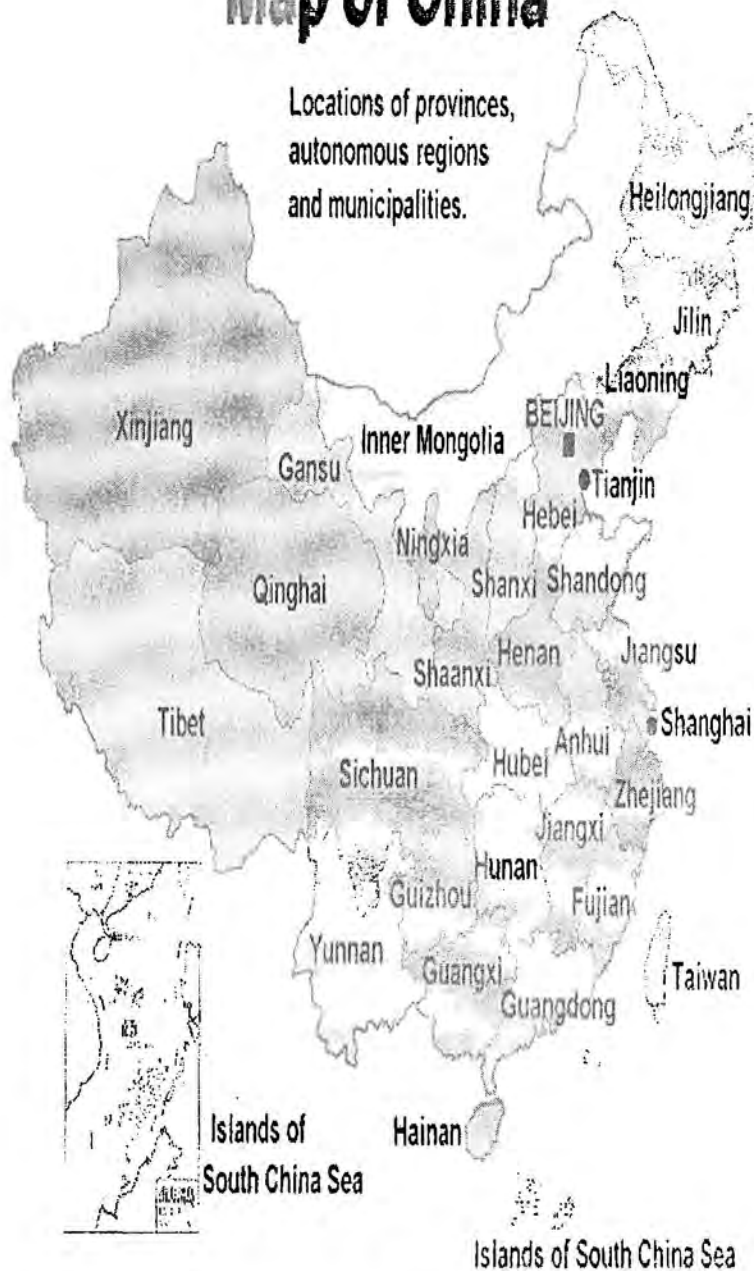 Map of China
Locations of provinces,
autonomous regions
and municipalities.
Heilongjiang
Jilin
Liaoning
BEIJING
Xinjiang
Inner Mongolia
Gansu
Tianjin
Hebei
Ningxia
Qinghai
Shanxi
Shandong
Henan
Jiangsu
Shaanxi
Tibet
Shanghai
Anhui
Hubei
Sichuan
Zhejiang
Jiangxi
Hunan
Guizhou
Fujian
Yunnan
Guangxi
Taiwan
Guangdong
Islands of
South China Sea
Hainan
Islands of South China Sea